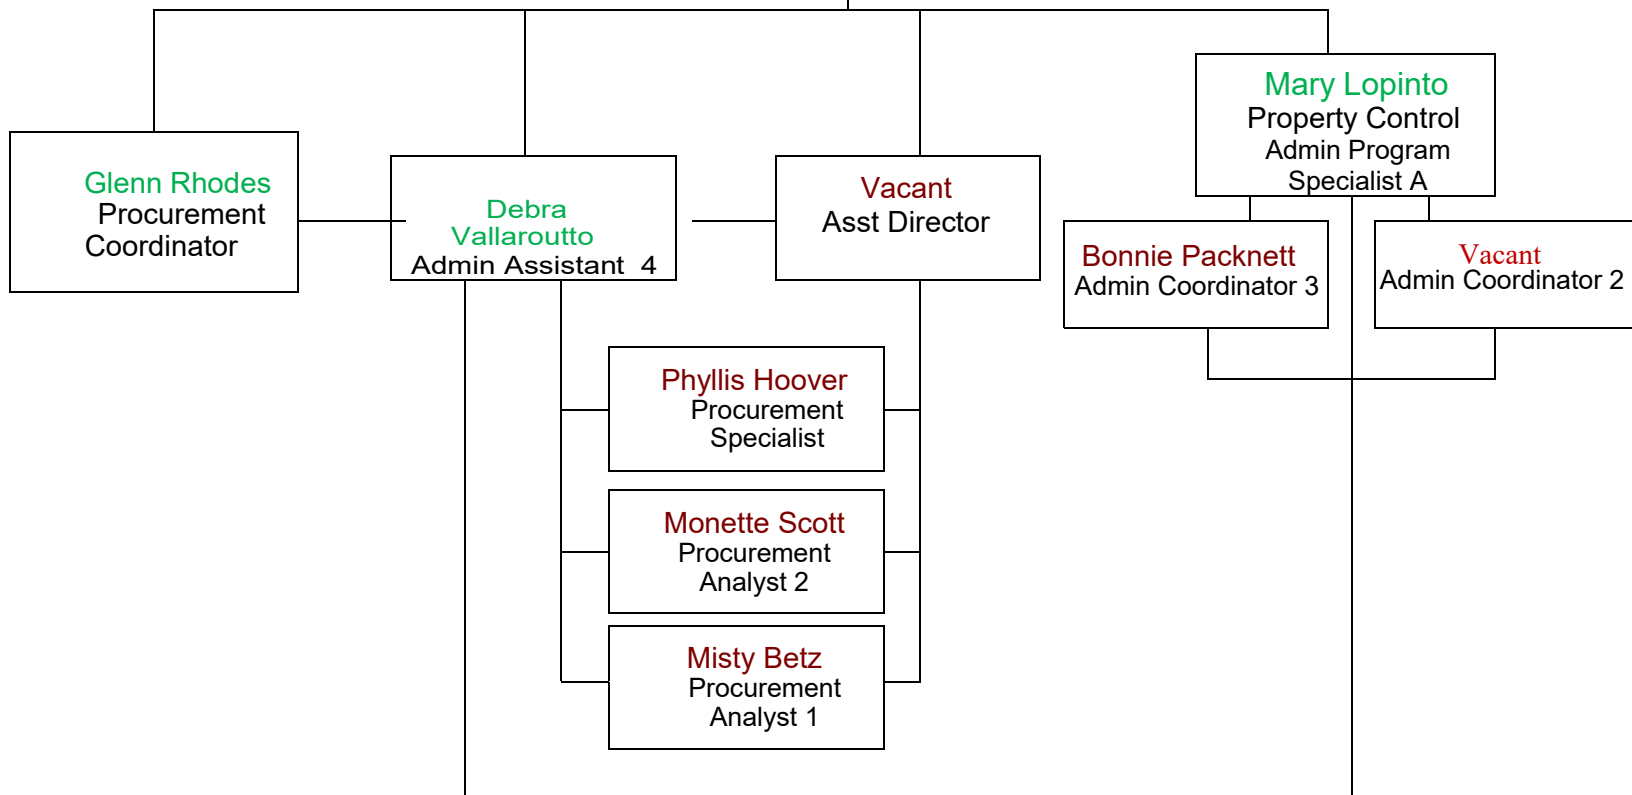 Mary Lopinto
Property Control
Admin Program
Specialist A
Glenn Rhodes
Procurement
Coordinator
Debra
Vallaroutto
Admin Assistant 4
Vacant
Asst Director
Bonnie Packnett
Admin Coordinator 3
Vacant
Admin Coordinator 2
Phyllis Hoover
Procurement
Specialist
Monette Scott
Procurement
Analyst 2
Misty Betz
Procurement
Analyst 1